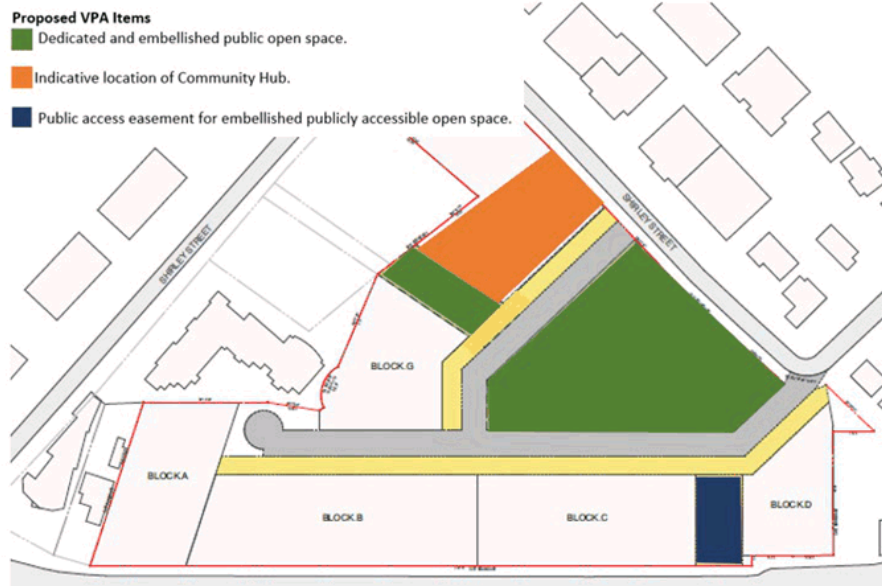 Proposed VPA Items
Dedicated and embellished public open space.
Indicative location of Community Hub.
Public access easement for embellished publicly accessible open space.
SHIRLEY STREET
SHIRLEY STREET
BLOCK.G
BLOCK.A
BLOCK.B
BLOCK.C
BLOCK.D